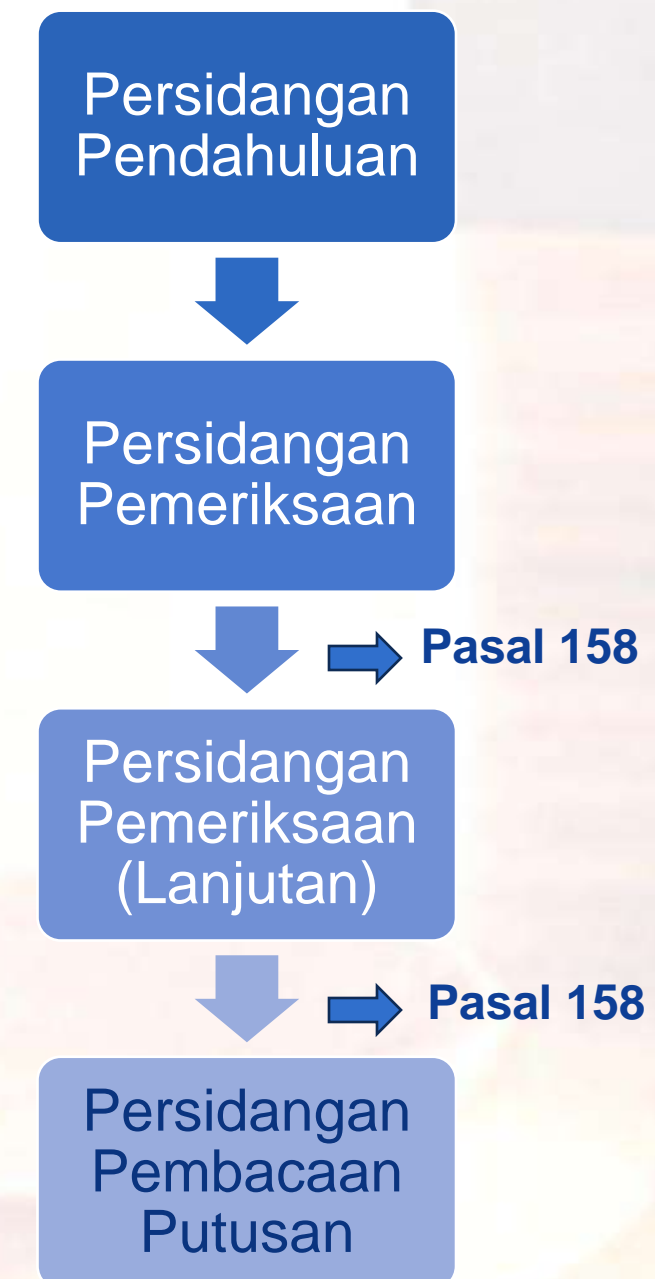 Persidangan
Pendahuluan
Persidangan
Pemeriksaan
Pasal 158
Persidangan
Pemeriksaan
(Lanjutan)
Pasal 158
Persidangan
Pembacaan
Putusan